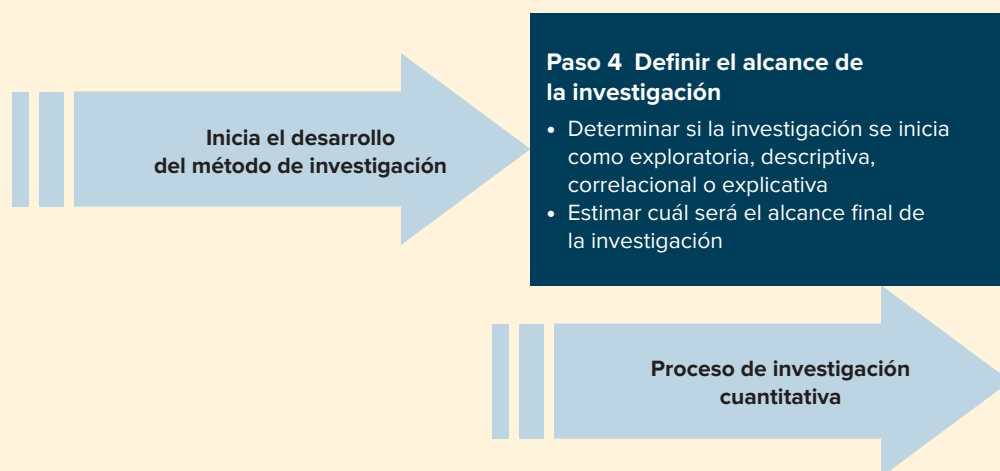 Inicia el desarrollo
del método de investigación
Paso 4 Definir el alcance de
la investigación
• Determinar si la investigación se inicia
como exploratoria, descriptiva,
correlacional o explicativa
• Estimar cuál será el alcance final de
la investigación
Proceso de investigación
cuantitativa